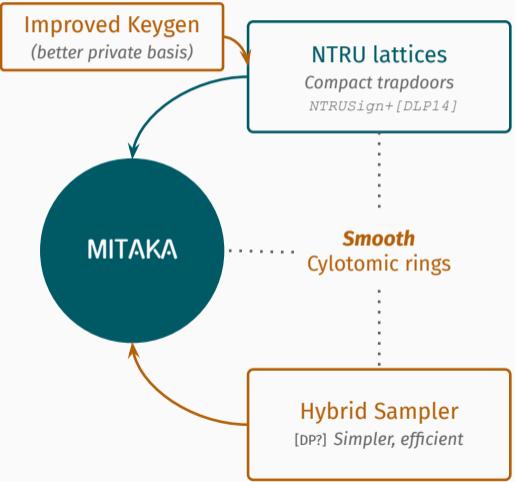 Improved Keygen
(better private basis)
NTRU lattices
Compact trapdoors
NTRUSign+[DLP14]
MITAKA
Smooth
Cylotomic rings
Hybrid Sampler
[DP?] Simpler, efficient